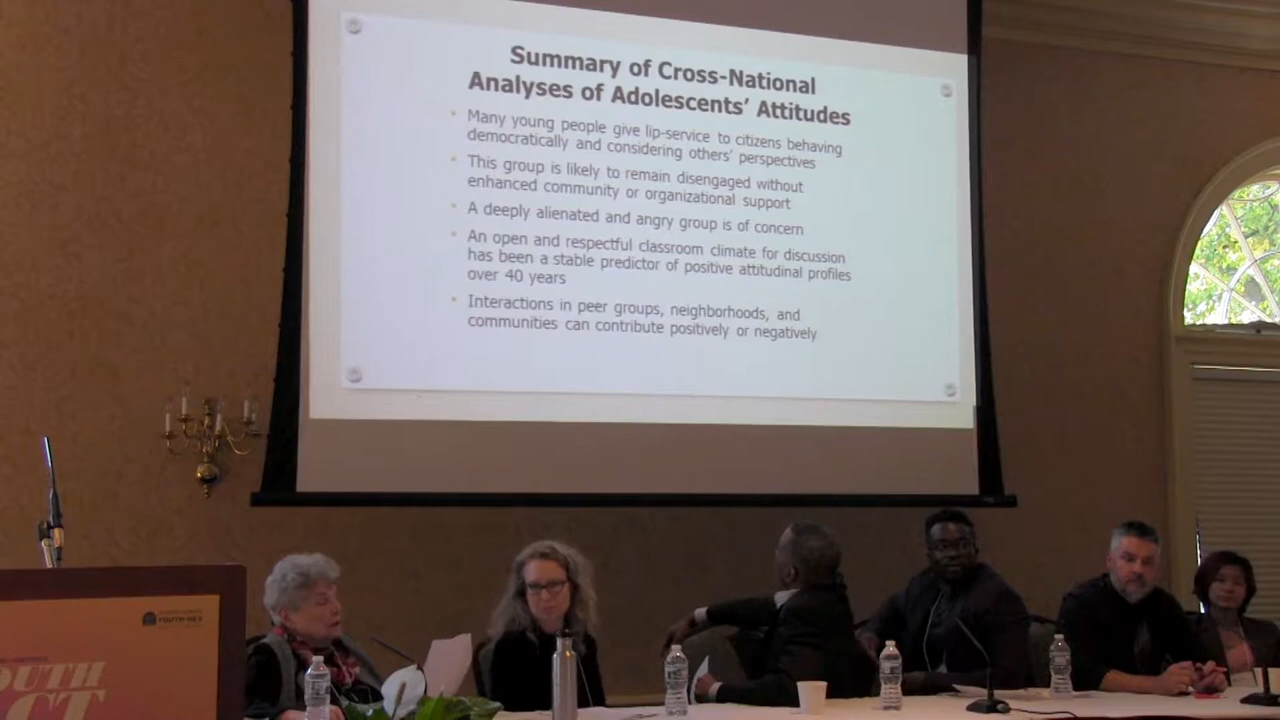 Summary of Cross-National
Analyses of Adolescents' Attitudes
Many young people give lip-service to citizens behaving
democratically and considering others' perspectives
This group is likely to remain disengaged without
enhanced community or organizational support
A deeply alienated and angry group is of concern
An open and respectful classroom climate for discussion
has been a stable predictor of positive attitudinal profiles
over 40 years
Interactions in peer groups, neighborhoods, and
communities can contribute positively or negatively